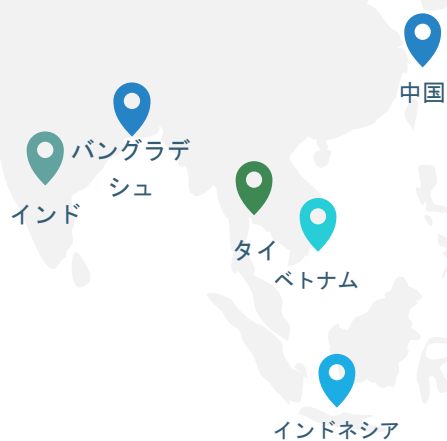 中国
バングラデ
シュ
インド
タイ
ベトナム
インドネシア